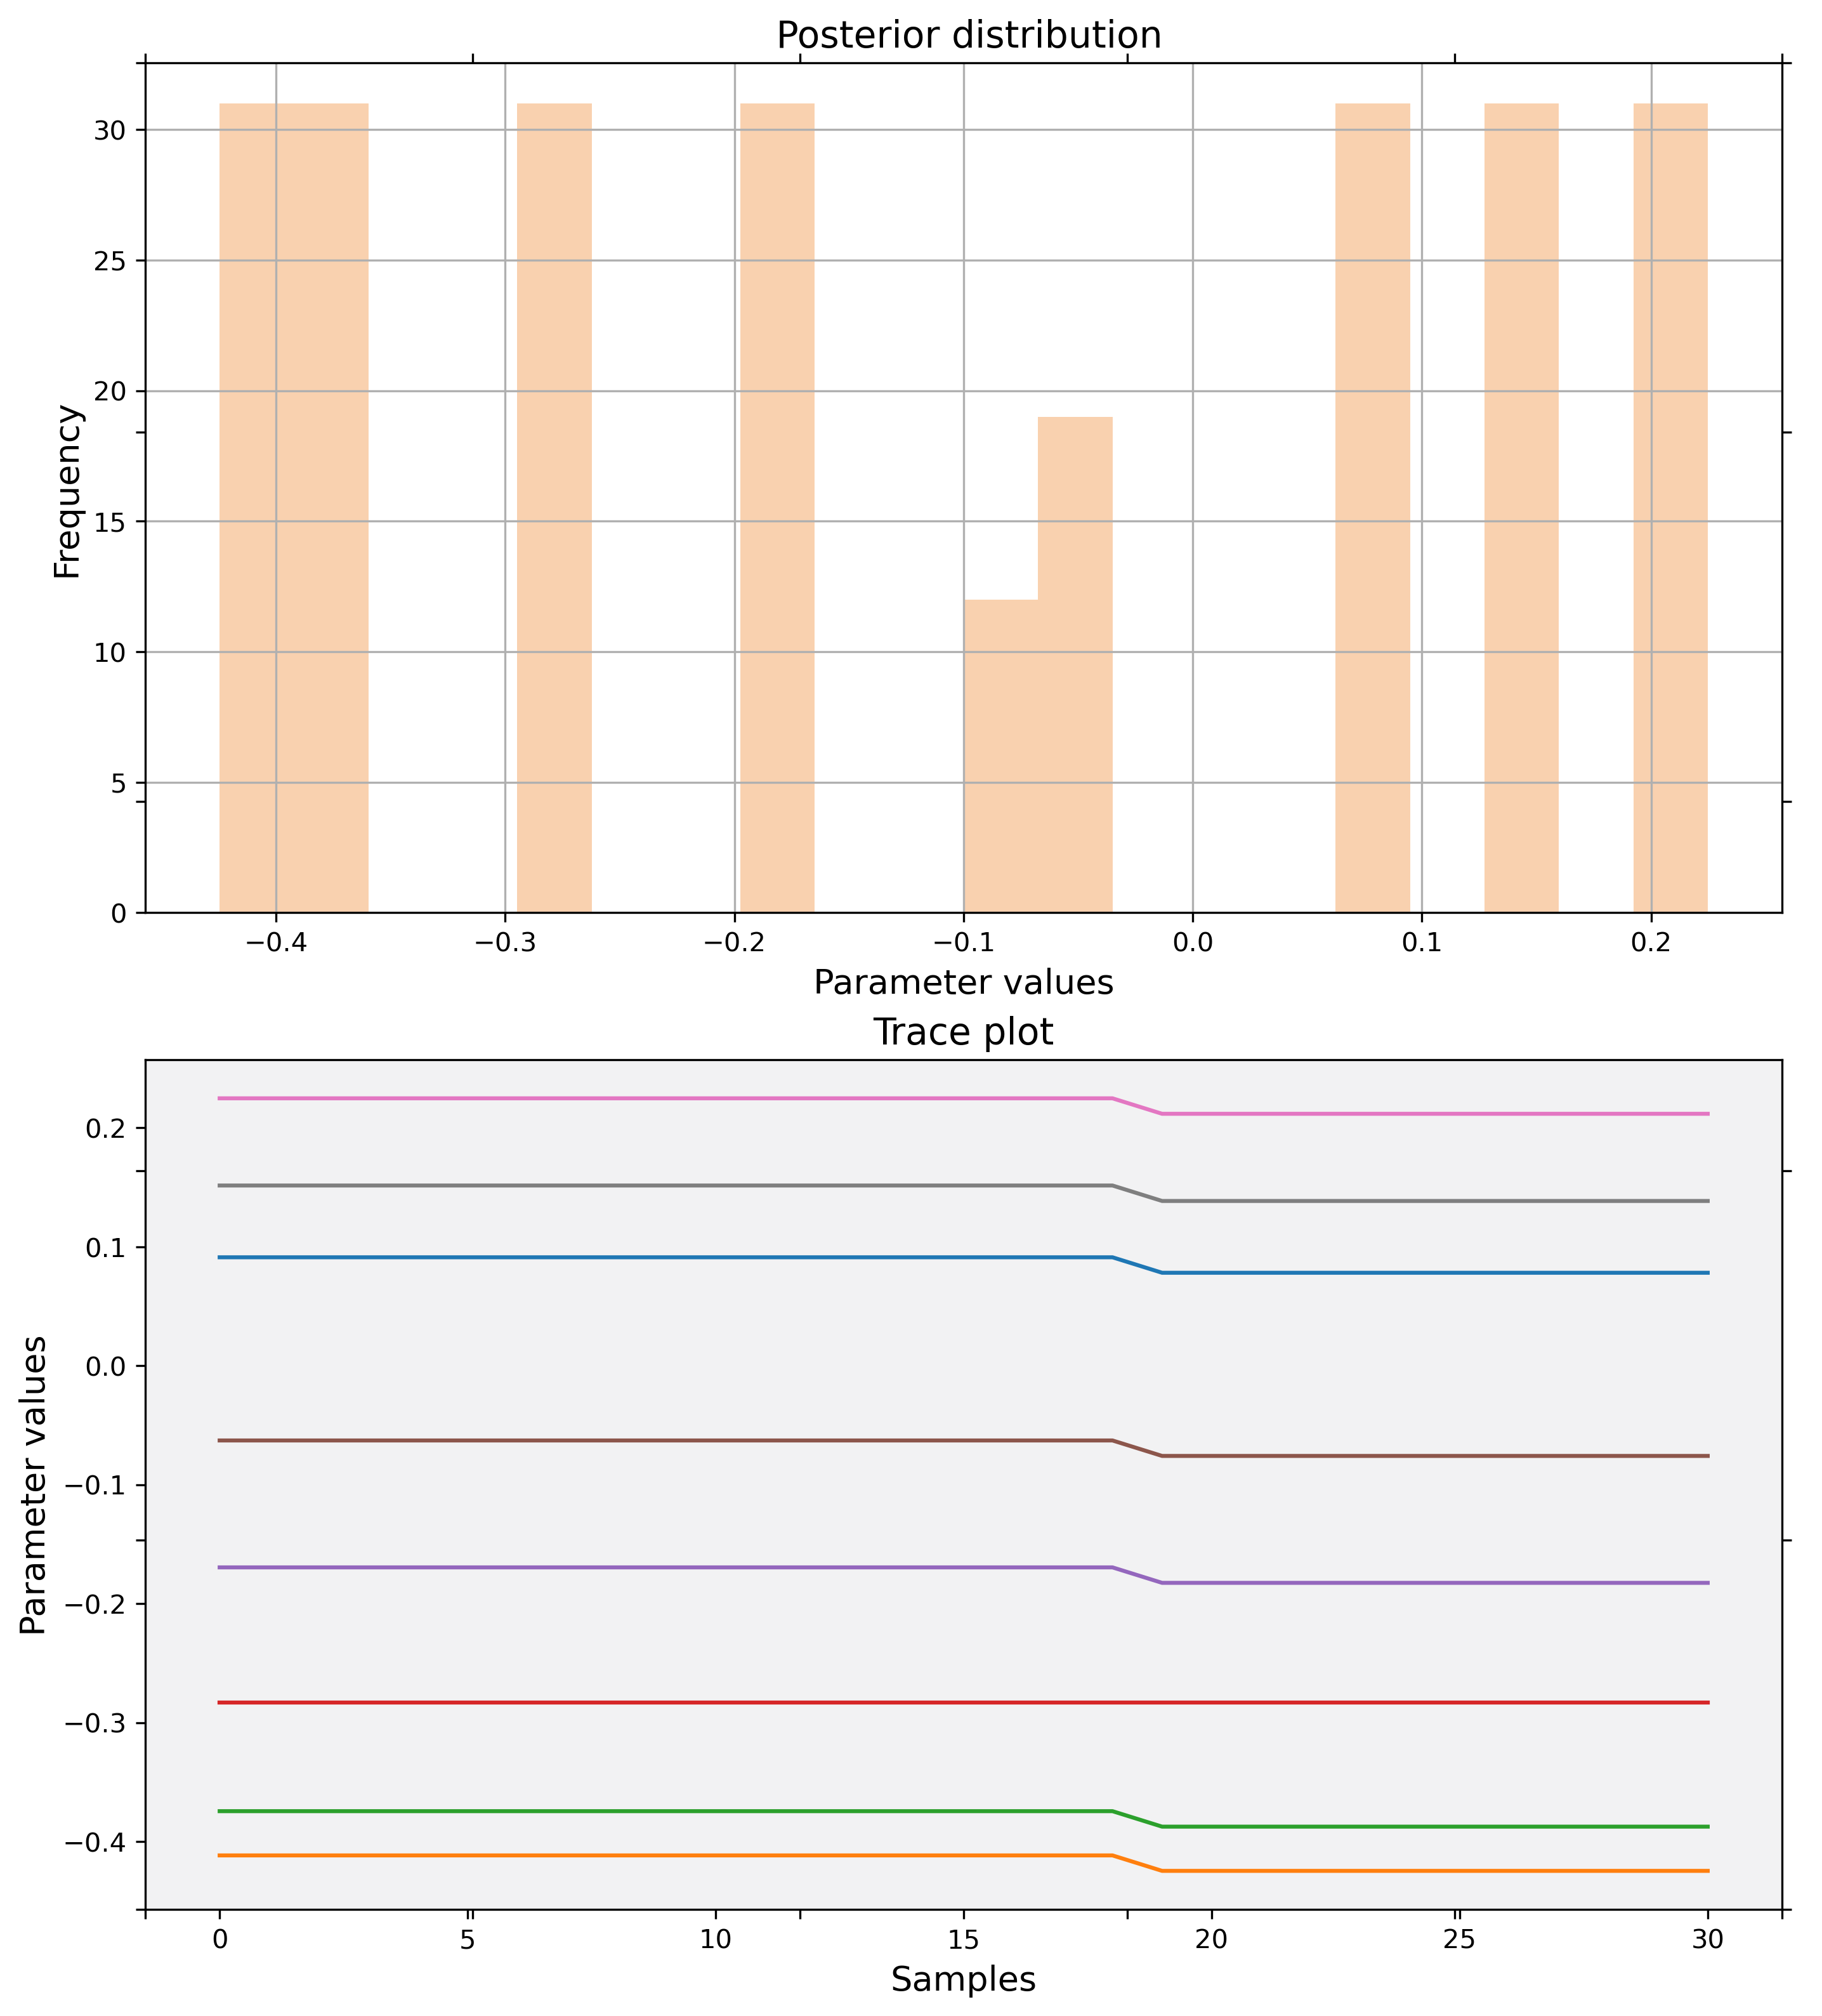 Posterior distribution
30
25
20
15
10
5
0
Frequency
−0.4 −0.3 −0.2 −0.1 0.0 0.1 0.2
Parameter values
Trace plot
0.2
0.1
0.0
−0.1
−0.2
−0.3
−0.4
Parameter values
0 5 10 15 20 25 30
Samples